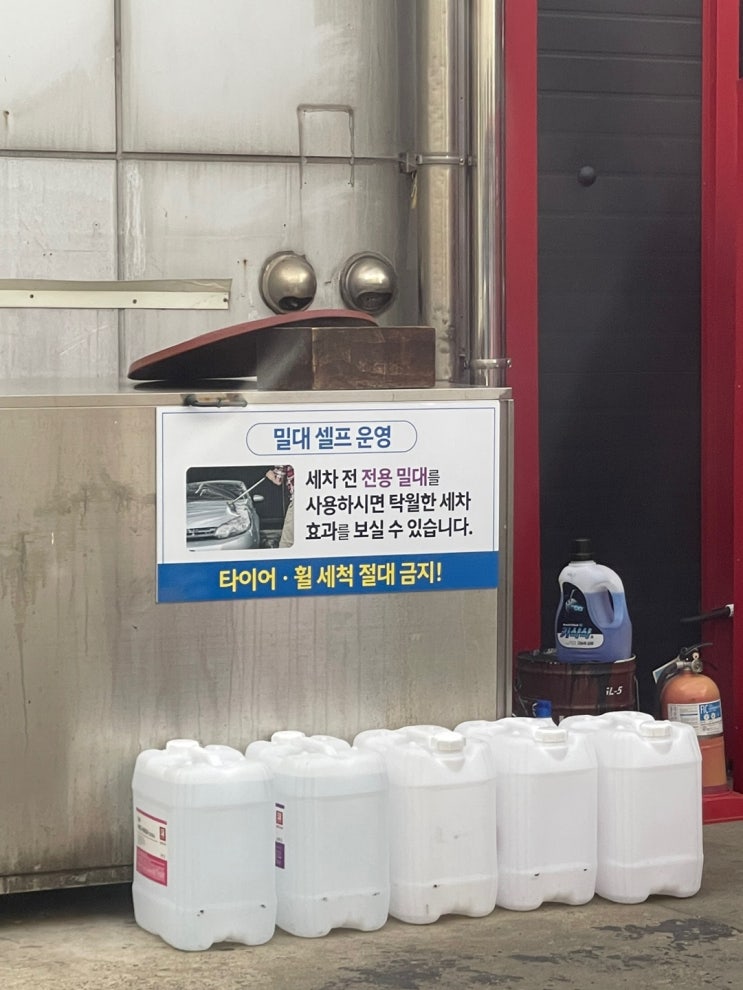 밀대 셀프 운영
세차 전 전용 밀대를
사용하시면 탁월한 세차
효과를 보실 수 있습니다.
타이어 · 휠 세척 절대 금지!